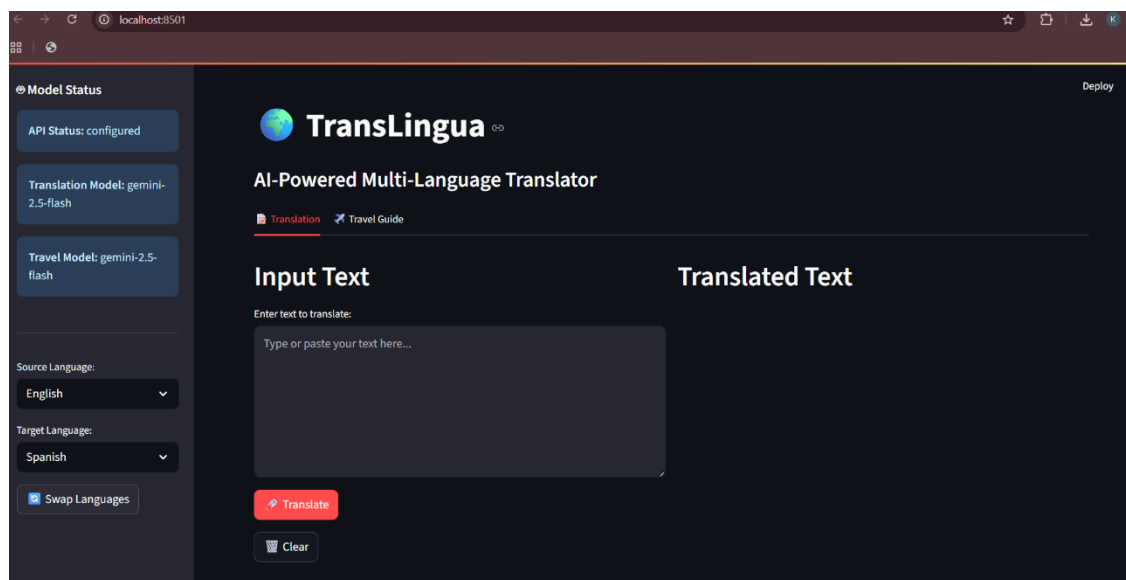 localhost:8501
K
Model Status
API Status: configured
Translation Model: gemini-
2.5-flash
Travel Model: gemini-2.5-
flash
Source Language:
English
Target Language:
Spanish
Swap Languages
Deploy
TransLingua
AI-Powered Multi-Language Translator
Translation Travel Guide
Input Text
Enter text to translate:
Type or paste your text here...
Translate
Clear
Translated Text